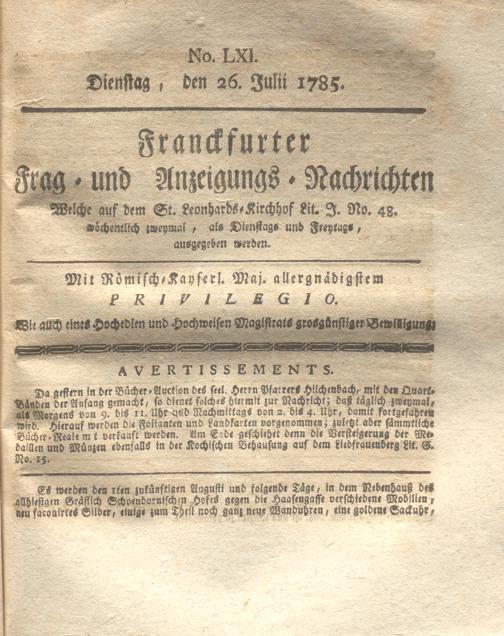 No. LXI.
Dienstag, den 26. Julii 1785.
Franckfurter
Frag- und Anzeigungs-Nachrichten
Welche auf dem St. Leonhards-Kirchhof Lit. J. No. 48.
wöchentlich zweymal, als Dienstags und Freytags,
ausgegeben werden.
Mit Römisch-Kayserl. Maj. allergnädigstem
PRIVILEGIO.
Wie auch eines Hochedlen und Hochweisen Magistrats grosgünstiger Bewilligung.
AVERTISSEMENTS.
Da gestern in der Bücher-Auction des seel. Herrn Pfarrers Hilchenbach, mit den Quart-
Bänden der Anfang gemacht, so dienet solches hiermit zur Nachricht; daß täglich zweymal,
als Morgens von 9. bis 11. Uhr und Nachmittags von 2. bis 4. Uhr, damit fortgefahren
wird. Hierauf werden die Folianten und Landkarten vorgenommen; zuletzt aber sämmtliche
Bücher-Reale mit verkauft werden. Am Ende geschiehet denn die Versteigerung der Me-
daillen und Münzen ebenfalls in der Kochischen Behausung auf dem Liebfrauenberg Lit. G.
No. 15.
Es werden den 1ten zukünftigen Augusti und folgende Täge, in dem Nebenhauß des
allhiesigen Gräflich Schoenbornischen Hofes gegen die Haasengasse verschiedene Mobilien,
neu faconirtes Silber, einige zum Theil noch ganz neue Wanduhren, eine goldene Sackuhr,